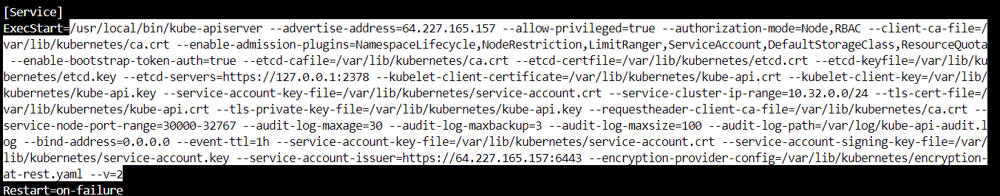 [Service]
ExecStart=/usr/local/bin/kube-apiserver --advertise-address=64.227.165.157 --allow-privileged=true --authorization-mode=Node,RBAC --client-ca-file=/
var/lib/kubernetes/ca.crt --enable-admission-plugins=NamespaceLifecycle,NodeRestriction,LimitRanger,ServiceAccount,DefaultStorageClass,ResourceQuota
 --enable-bootstrap-token-auth=true --etcd-cafile=/var/lib/kubernetes/ca.crt --etcd-certfile=/var/lib/kubernetes/etcd.crt --etcd-keyfile=/var/lib/ku
bernetes/etcd.key --etcd-servers=https://127.0.0.1:2378 --kubelet-client-certificate=/var/lib/kubernetes/kube-api.crt --kubelet-client-key=/var/lib/
kubernetes/kube-api.key --service-account-key-file=/var/lib/kubernetes/service-account.crt --service-cluster-ip-range=10.32.0.0/24 --tls-cert-file=/
var/lib/kubernetes/kube-api.crt --tls-private-key-file=/var/lib/kubernetes/kube-api.key --requestheader-client-ca-file=/var/lib/kubernetes/ca.crt --
service-node-port-range=30000-32767 --audit-log-maxage=30 --audit-log-maxbackup=3 --audit-log-maxsize=100 --audit-log-path=/var/log/kube-api-audit.l
og --bind-address=0.0.0.0 --event-ttl=1h --service-account-key-file=/var/lib/kubernetes/service-account.crt --service-account-signing-key-file=/var/
lib/kubernetes/service-account.key --service-account-issuer=https://64.227.165.157:6443 --encryption-provider-config=/var/lib/kubernetes/encryption-
at-rest.yaml --v=2
Restart=on-failure